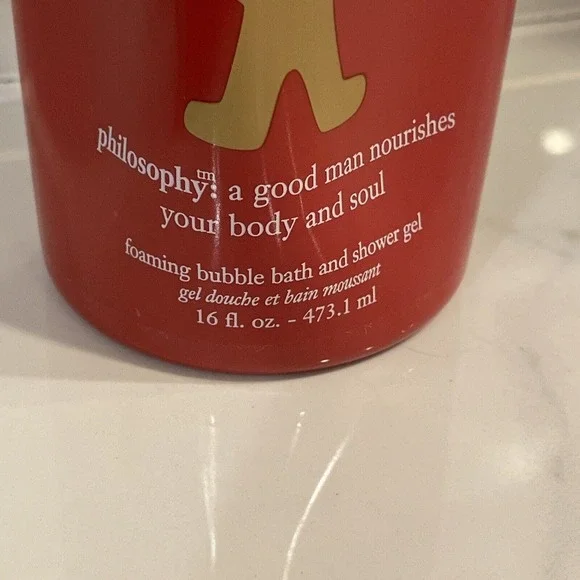 philosophy:™ a good man nourishes
your body and soul
foaming bubble bath and shower gel
gel douche et bain moussant
16 fl. oz. - 473.1 ml